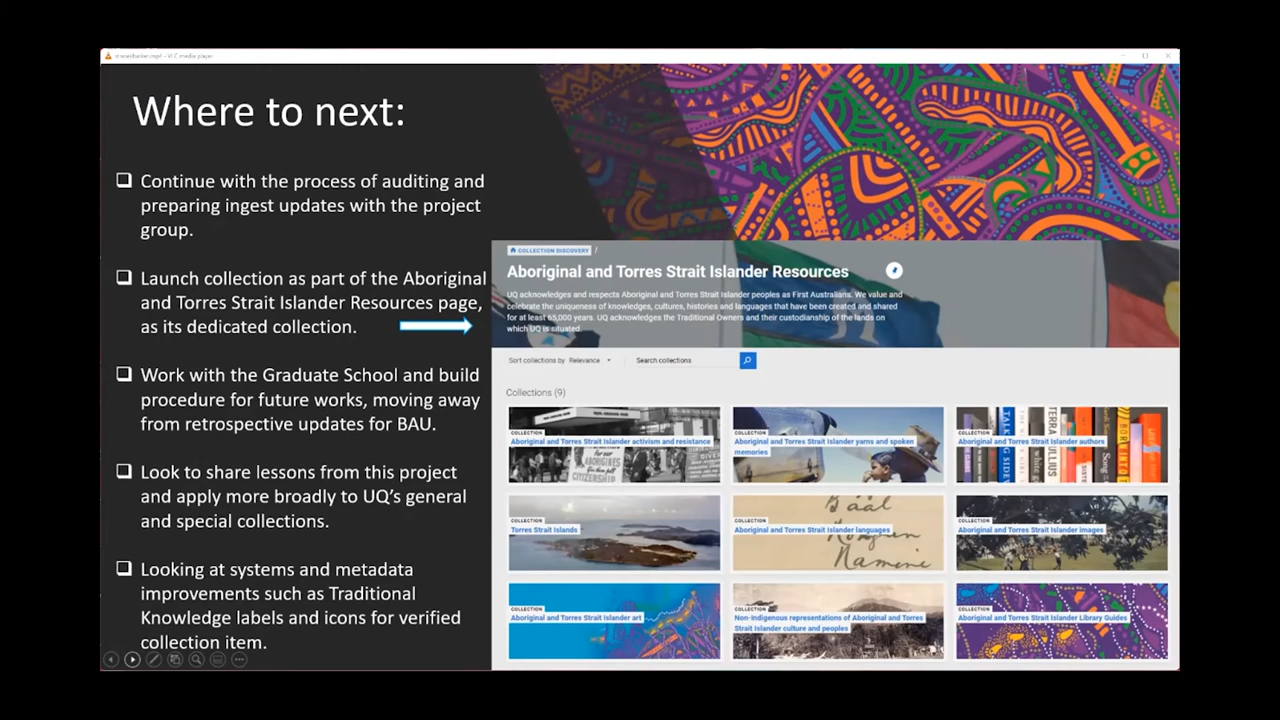 Where to next:
Continue with the process of auditing and
preparing ingest updates with the project
group.
Launch collection as part of the Aboriginal
and Torres Strait Islander Resources page,
as its dedicated collection.
Work with the Graduate School and build
procedure for future works, moving away
from retrospective updates for BAU.
Look to share lessons from this project
and apply more broadly to UQ's general
and special collections.
Looking at systems and metadata
improvements such as Traditional
Knowledge labels and icons for varified
collection item.
COLLECTION DISCOVERY /
Aboriginal and Torres Strait Islander Resources
UQ acknowledges and respects Aboriginal and Torres Strait Islander peoples as First Australians. We value and
celebrate the uniqueness of knowledges, cultures, histories and languages that have been created and shared
for at least 65,000 years. UQ acknowledges the Traditional Owners and their custodianship of the lands on
which UQ is situated.
Sort collections by Relevance
Search collections
Collections (9)
COLLECTION
Aboriginal and Torres Strait Islander activism and resistance
FOR ABORIGINES
CITIZENSHIP
COLLECTION
Aboriginal and Torres Strait Islander yarns and spoken
memories
COLLECTION
Aboriginal and Torres Strait Islander authors
COLLECTION
Torres Strait Islands
COLLECTION
Aboriginal and Torres Strait Islander languages
COLLECTION
Aboriginal and Torres Strait Islander images
COLLECTION
Aboriginal and Torres Strait Islander art
COLLECTION
Non-Indigenous representations of Aboriginal and Torres
Strait Islander culture and peoples
COLLECTION
Aboriginal and Torres Strait Islander Library Guides